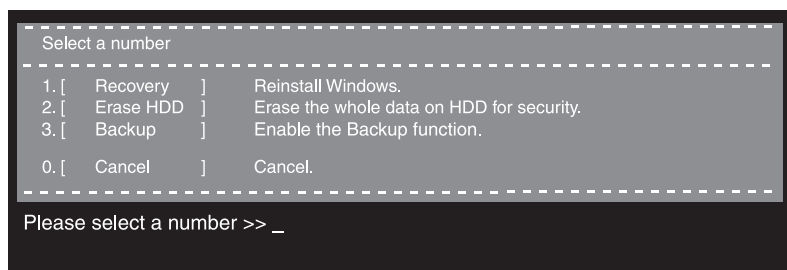 Select a number
1. [ Recovery ] Reinstall Windows.
2. [ Erase HDD ] Erase the whole data on HDD for security.
3. [ Backup ] Enable the Backup function.
0. [ Cancel ] Cancel.
Please select a number >> _